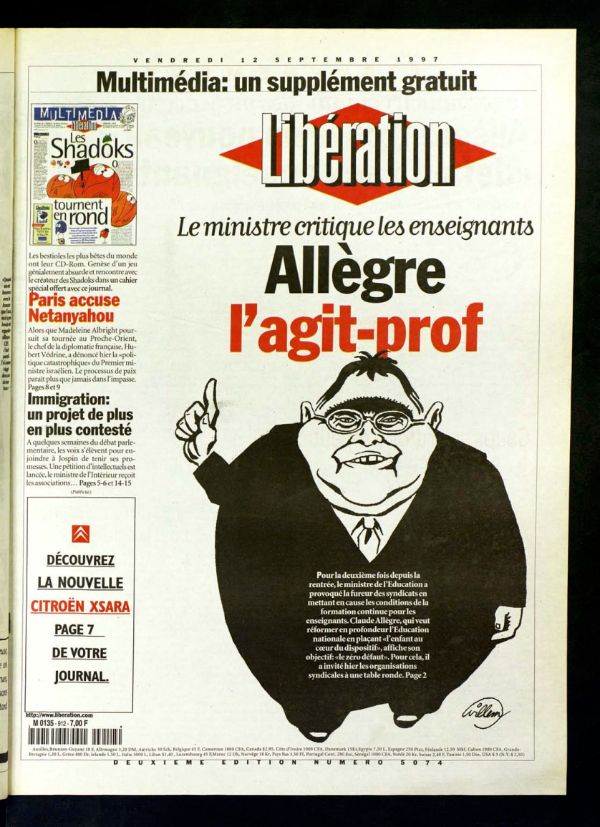 VENDREDI 12 SEPTEMBRE 1997
Multimédia: un supplément gratuit
MULTIMÉDIA
Libération
Les
Shadoks
tournent
en rond
Les bestioles les plus bêtes du monde
ont leur CD-Rom. Genèse d'un jeu
génialement absurde et rencontre avec
le créateur des Shadoks dans un cahier
spécial offert avec ce journal.
Paris accuse
Netanyahou
Alors que Madeleine Albright pour-
suit sa tournée au Proche-Orient,
le chef de la diplomatie française, Hu-
bert Védrine, a dénoncé hier la «poli-
tique catastrophique» du Premier mi-
nistre israélien. Le processus de paix
paraît plus que jamais dans l'impasse.
Pages 8 et 9
Immigration:
un projet de plus
en plus contesté
A quelques semaines du débat parle-
mentaire, les voix s'élèvent pour en-
joindre à Jospin de tenir ses pro-
messes. Une pétition d'intellectuels est
lancée, le ministre de l'Intérieur reçoit
les associations... Pages 5-6 et 14-15
(Publicité)
DÉCOUVREZ
LA NOUVELLE
CITROËN XSARA
PAGE 7
DE VOTRE
JOURNAL.
http://www.liberation.com
M 0135 - 912 - 7,00 F
Libération
Le ministre critique les enseignants
Allègre
l'agit-prof
Pour la deuxième fois depuis la
rentrée, le ministre de l'Education a
provoqué la fureur des syndicats en
mettant en cause les conditions de la
formation continue pour les
enseignants. Claude Allègre, qui veut
réformer en profondeur l'Education
nationale en plaçant «l'enfant au
cœur du dispositif», affiche son
objectif: «le zéro défaut». Pour cela, il
a invité hier les organisations
syndicales à une table ronde. Page 2
Willem
DEUXIEME EDITION NUMERO 5074